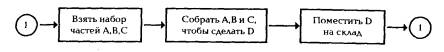 1
Взять набор
частей А,В,С
Собрать А,В и С,
чтобы сделать D
Поместить D
на склад
1